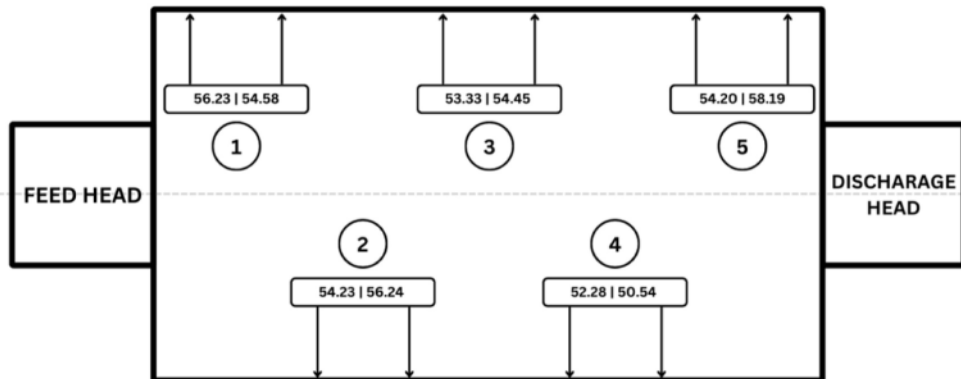 56.23 | 54.58
53.33 | 54.45
54.20 | 58.19
1
3
5
FEED HEAD
DISCHARAGE
HEAD
2
4
54.23 | 56.24
52.28 | 50.54